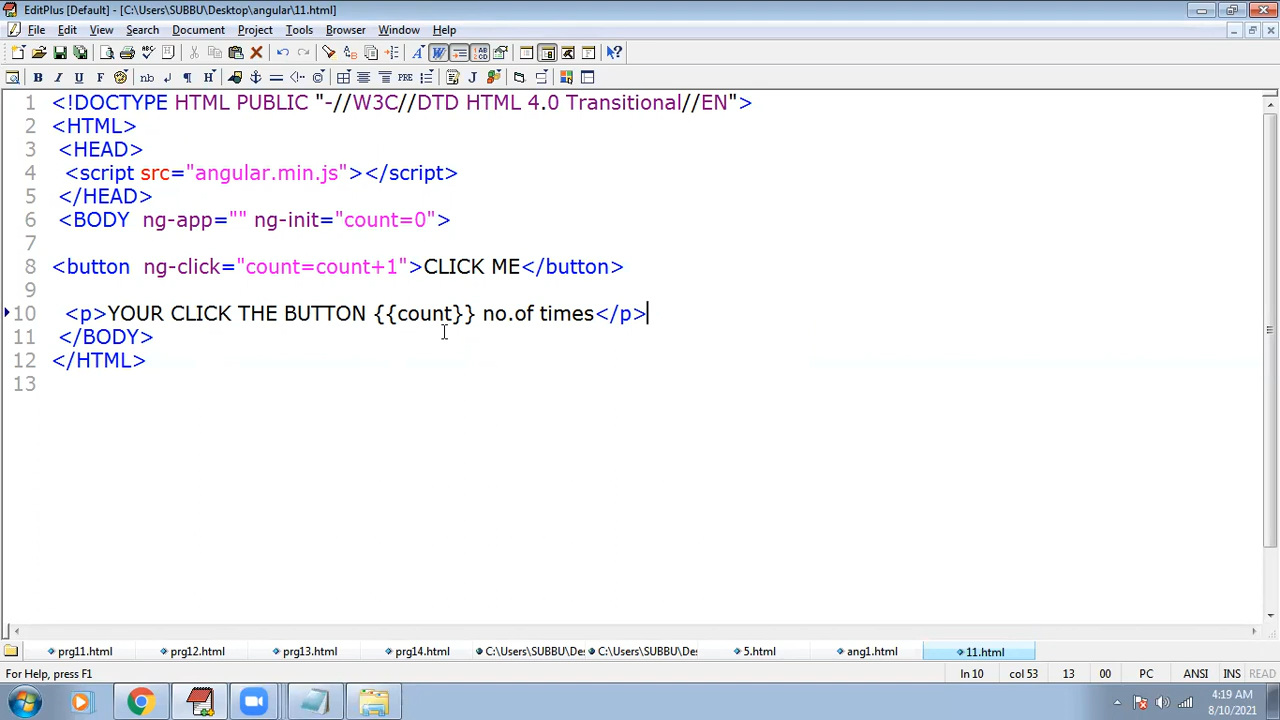 EditPlus [Default] - [C:\Users\SUBBU\Desktop\angular\11.html]
File Edit View Search Document Project Tools Browser Window Help
1 <!DOCTYPE HTML PUBLIC "-//W3C//DTD HTML 4.0 Transitional//EN">
2 <HTML>
3 <HEAD>
4 <script src="angular.min.js"></script>
5 </HEAD>
6 <BODY ng-app="" ng-init="count=0">
7
8 <button ng-click="count=count+1">CLICK ME</button>
9
10 <p>YOUR CLICK THE BUTTON {{count}} no.of times</p>
11 </BODY>
12 </HTML>
13
prg11.html prg12.html prg13.html prg14.html C:\Users\SUBBU\Des C:\Users\SUBBU\Des 5.html ang1.html 11.html
For Help, press F1 ln 10 col 53 13 00 PC ANSI INS READ
4:19 AM
8/10/2021